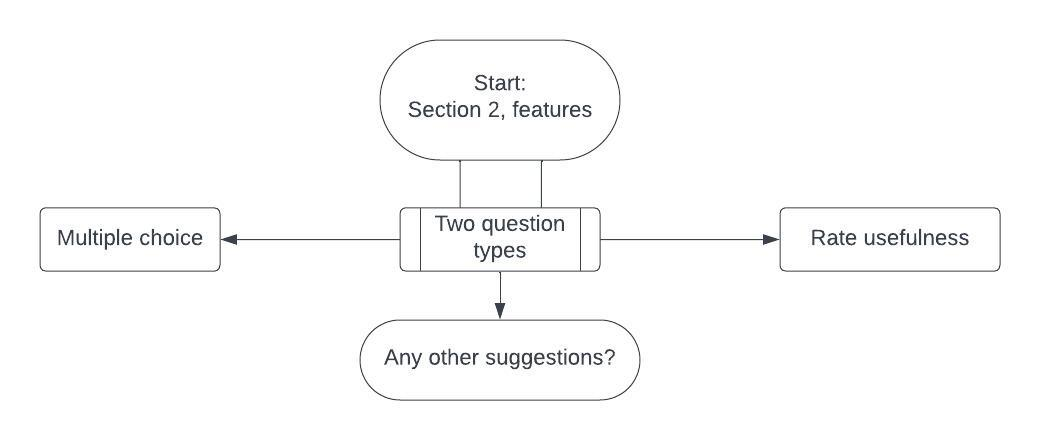 Start:
Section 2, features
Two question
types
Multiple choice
Rate usefulness
Any other suggestions?